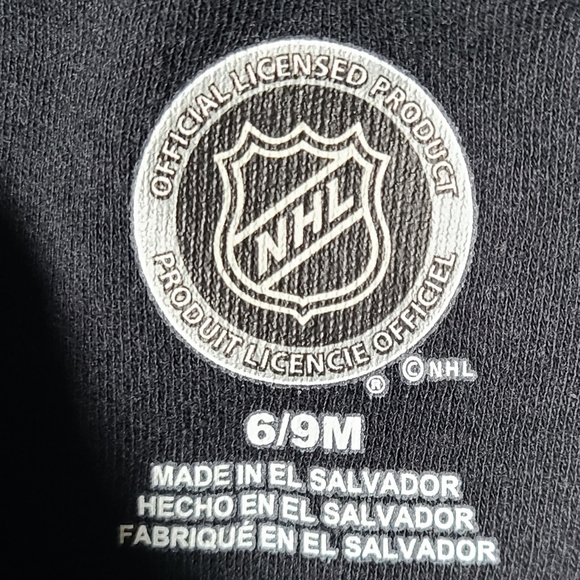 OFFICIAL LICENSED PRODUCT
NHL
PRODUIT LICENCIE OFFICIEL
® © NHL
6/9M
MADE IN EL SALVADOR
HECHO EN EL SALVADOR
FABRIQUÉ EN EL SALVADOR